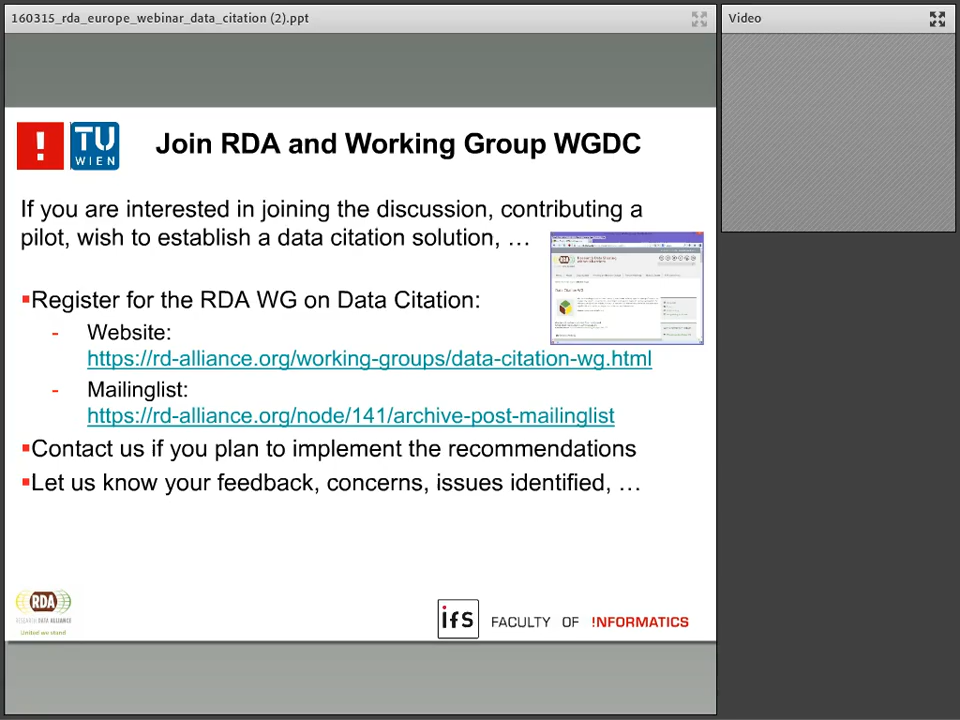 160315_rda_europe_webinar_data_citation (2).ppt
Video
!
TU
WIEN
Join RDA and Working Group WGDC
If you are interested in joining the discussion, contributing a
pilot, wish to establish a data citation solution, …
▪Register for the RDA WG on Data Citation:
- Website:
https://rd-alliance.org/working-groups/data-citation-wg.html
- Mailinglist:
https://rd-alliance.org/node/141/archive-post-mailinglist
▪Contact us if you plan to implement the recommendations
▪Let us know your feedback, concerns, issues identified, …
RDA
RESEARCH DATA ALLIANCE
United we stand
ifs
FACULTY OF !NFORMATICS